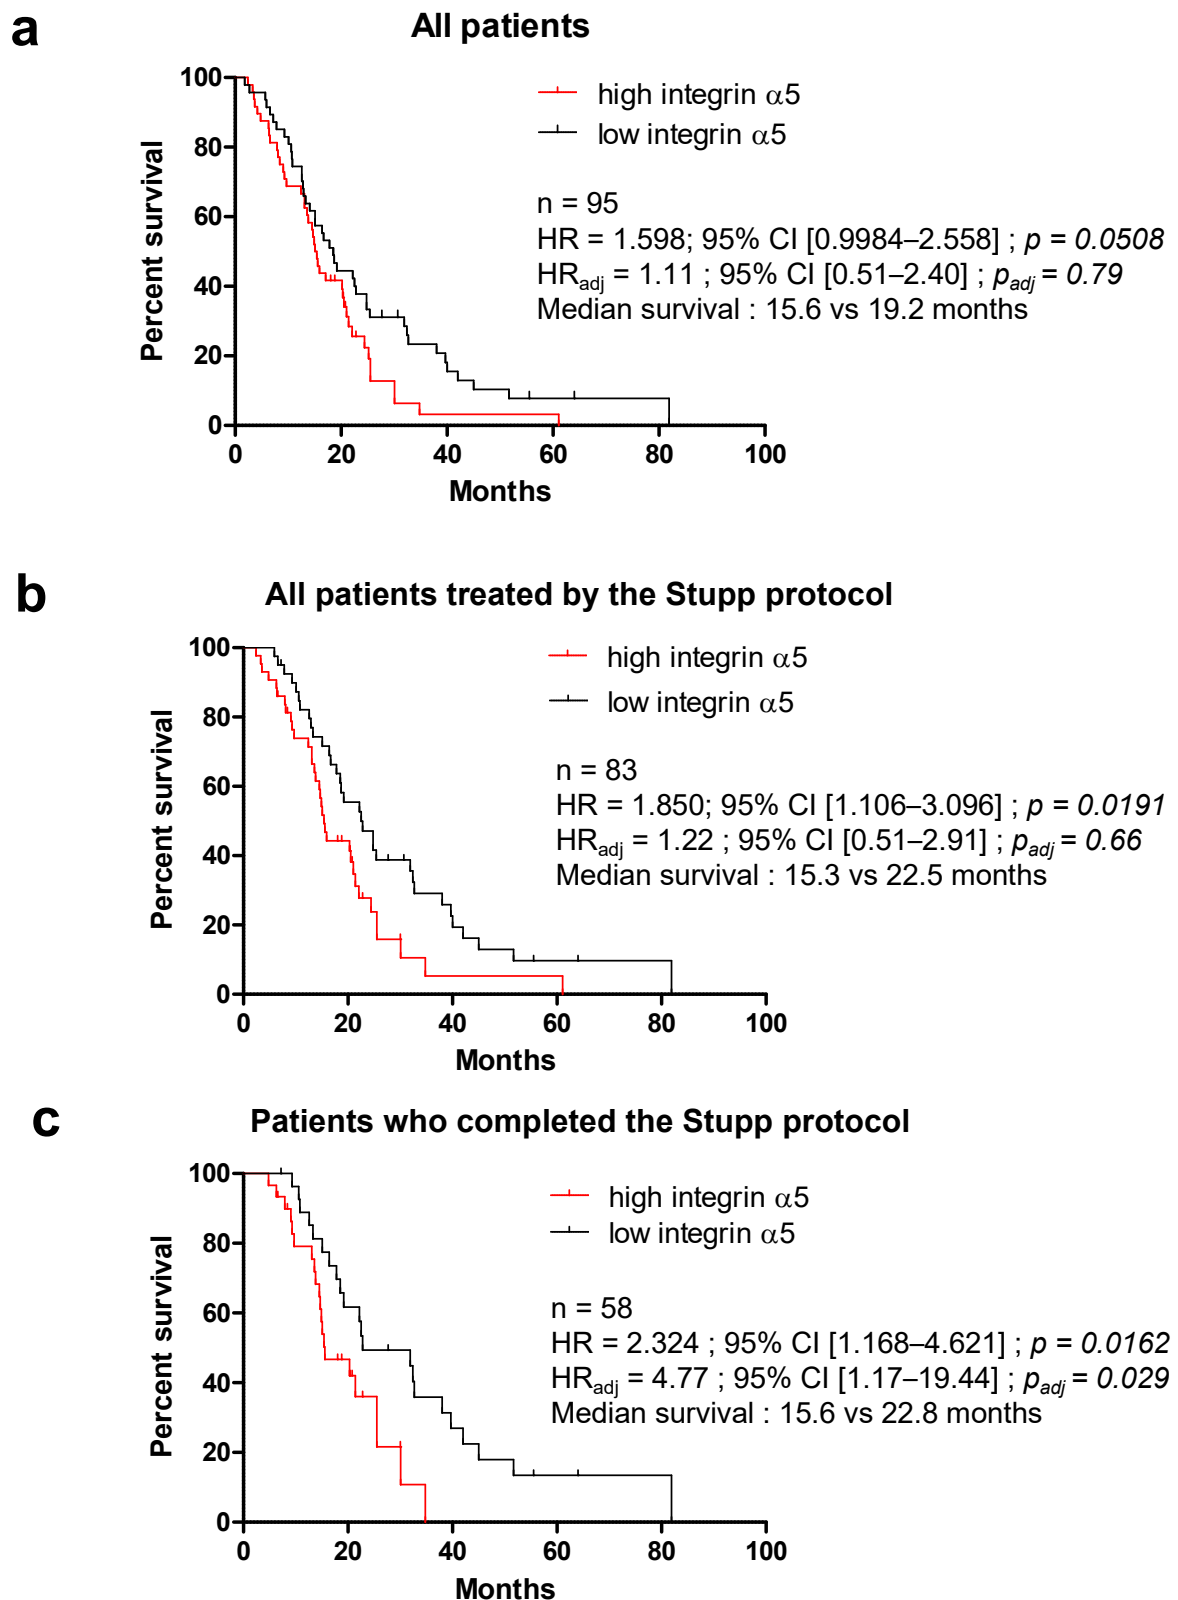 a
All patients
high integrin α5
low integrin α5
n = 95
HR = 1.598; 95% CI [0.9984–2.558] ; p = 0.0508
HRadj = 1.11 ; 95% CI [0.51–2.40] ; padj = 0.79
Median survival : 15.6 vs 19.2 months
Percent survival
100
80
60
40
20
0
0 20 40 60 80 100
Months
b
All patients treated by the Stupp protocol
high integrin α5
low integrin α5
n = 83
HR = 1.850; 95% CI [1.106–3.096] ; p = 0.0191
HRadj = 1.22 ; 95% CI [0.51–2.91] ; padj = 0.66
Median survival : 15.3 vs 22.5 months
Percent survival
100
80
60
40
20
0
0 20 40 60 80 100
Months
c
Patients who completed the Stupp protocol
high integrin α5
low integrin α5
n = 58
HR = 2.324 ; 95% CI [1.168–4.621] ; p = 0.0162
HRadj = 4.77 ; 95% CI [1.17–19.44] ; padj = 0.029
Median survival : 15.6 vs 22.8 months
Percent survival
100
80
60
40
20
0
0 20 40 60 80 100
Months